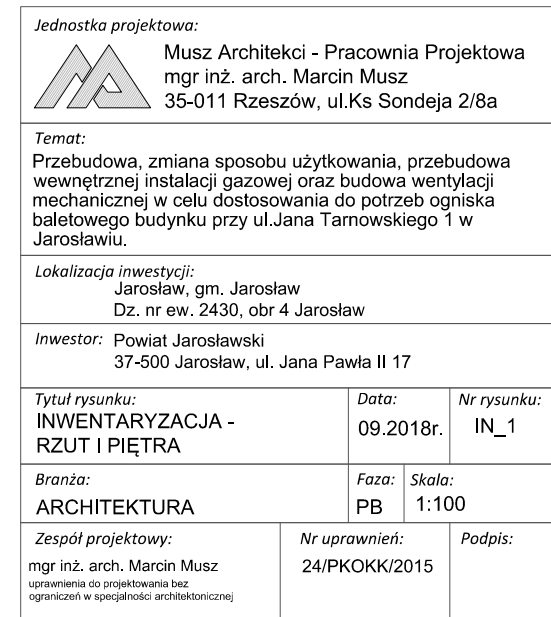 Jednostka projektowa:
Musz Architekci - Pracownia Projektowa
mgr inż. arch. Marcin Musz
35-011 Rzeszów, ul.Ks Sondeja 2/8a
Temat:
Przebudowa, zmiana sposobu użytkowania, przebudowa
wewnętrznej instalacji gazowej oraz budowa wentylacji
mechanicznej w celu dostosowania do potrzeb ogniska
baletowego budynku przy ul.Jana Tarnowskiego 1 w
Jarosławiu.
Lokalizacja inwestycji:
Jarosław, gm. Jarosław
Dz. nr ew. 2430, obr 4 Jarosław
Inwestor: Powiat Jarosławski
37-500 Jarosław, ul. Jana Pawła II 17
Tytuł rysunku:
INWENTARYZACJA -
RZUT I PIĘTRA
Data:
09.2018r.
Nr rysunku:
IN_1
Branża:
ARCHITEKTURA
Faza:
PB
Skala:
1:100
Zespół projektowy:
mgr inż. arch. Marcin Musz
uprawnienia do projektowania bez
ograniczeń w specjalności architektonicznej
Nr uprawnień:
24/PKOKK/2015
Podpis: